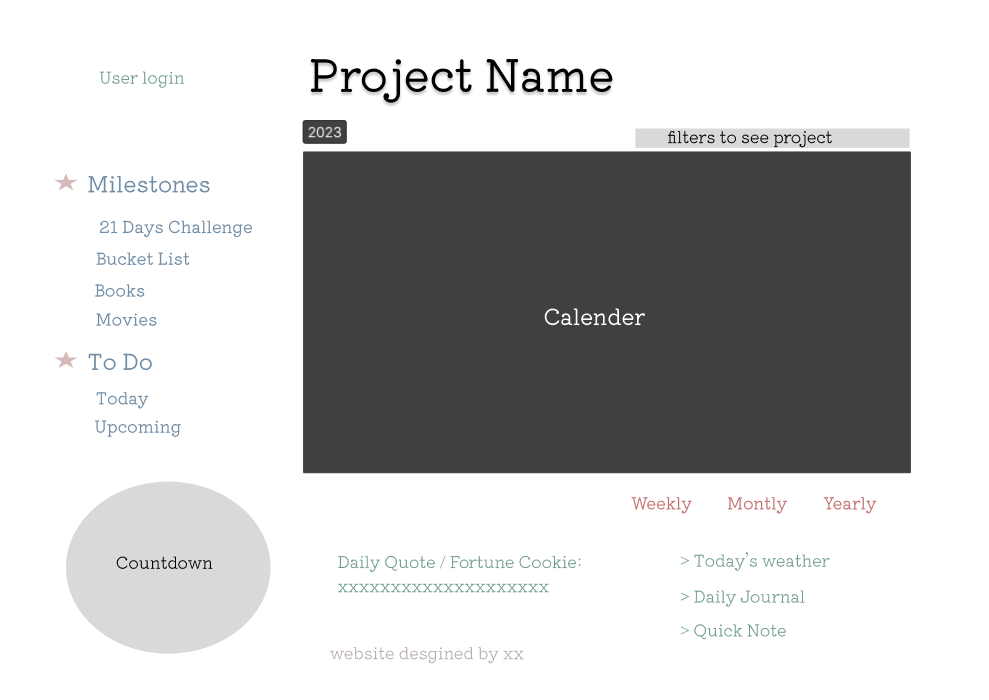 User login
Project Name
2023
filters to see project
Milestones
21 Days Challenge
Bucket List
Books
Movies
To Do
Today
Upcoming
Calender
Weekly
Montly
Yearly
Countdown
Daily Quote / Fortune Cookie:
xxxxxxxxxxxxxxxxxxxx
> Today's weather
> Daily Journal
> Quick Note
website desgined by xx